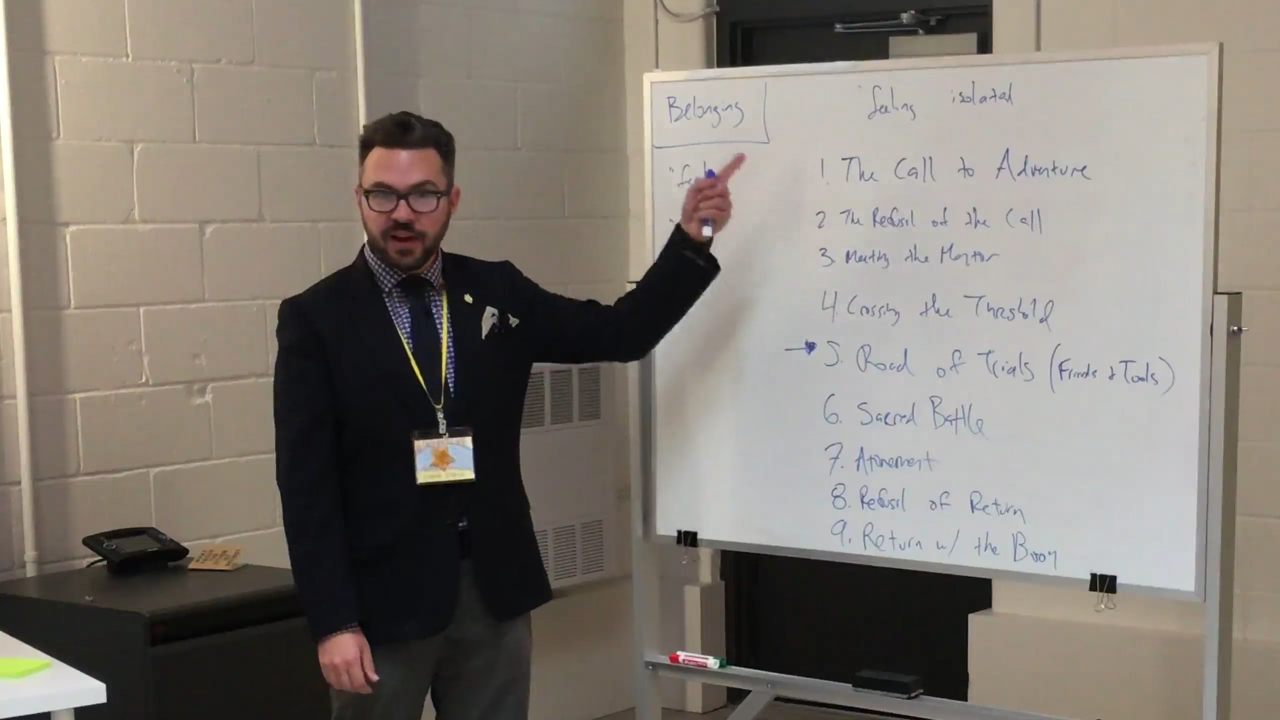 Belonging
feeling isolated
1. The Call to Adventure
2 The Refusil of the Call
3. Meeting the Mentor
4 Crossing the Threshold
→ 5. Road of Trials (Friends & Tools)
6. Sacred Battle
7. Atonement
8. Refusil of Return
9. Return w/ the Boon